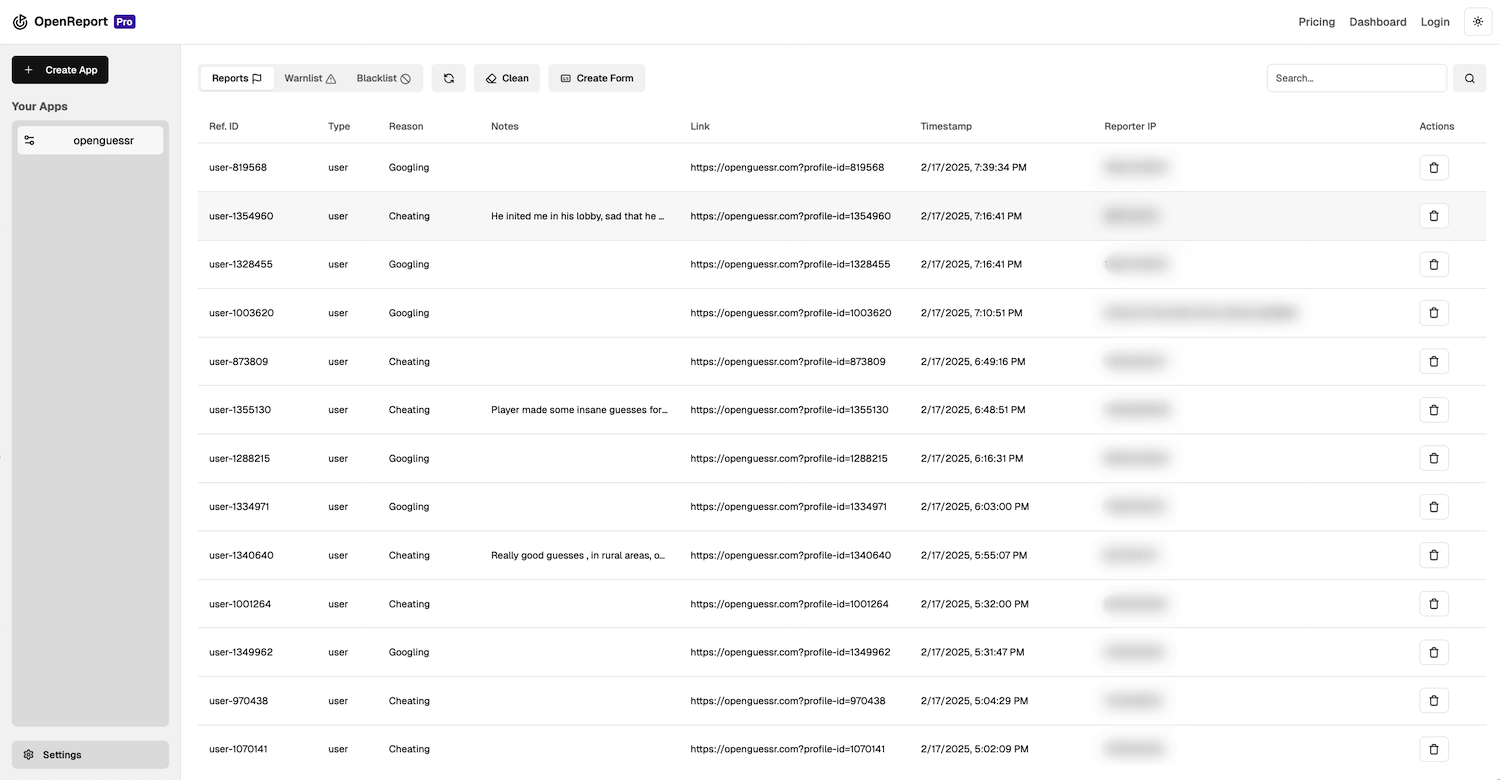 OpenReport Pro
Pricing Dashboard Login
Create App
Your Apps
openguessr
Settings
Reports Warnlist Blacklist Clean Create Form Search...
Ref. ID Type Reason Notes Link Timestamp Reporter IP Actions
user-819568 user Googling https://openguessr.com?profile-id=819568 2/17/2025, 7:39:34 PM
user-1354960 user Cheating He inited me in his lobby, sad that he ... https://openguessr.com?profile-id=1354960 2/17/2025, 7:16:41 PM
user-1328455 user Googling https://openguessr.com?profile-id=1328455 2/17/2025, 7:16:41 PM
user-1003620 user Googling https://openguessr.com?profile-id=1003620 2/17/2025, 7:10:51 PM
user-873809 user Cheating https://openguessr.com?profile-id=873809 2/17/2025, 6:49:16 PM
user-1355130 user Cheating Player made some insane guesses for... https://openguessr.com?profile-id=1355130 2/17/2025, 6:48:51 PM
user-1288215 user Googling https://openguessr.com?profile-id=1288215 2/17/2025, 6:16:31 PM
user-1334971 user Googling https://openguessr.com?profile-id=1334971 2/17/2025, 6:03:00 PM
user-1340640 user Cheating Really good guesses , in rural areas, o... https://openguessr.com?profile-id=1340640 2/17/2025, 5:55:07 PM
user-1001264 user Cheating https://openguessr.com?profile-id=1001264 2/17/2025, 5:32:00 PM
user-1349962 user Googling https://openguessr.com?profile-id=1349962 2/17/2025, 5:31:47 PM
user-970438 user Cheating https://openguessr.com?profile-id=970438 2/17/2025, 5:04:29 PM
user-1070141 user Cheating https://openguessr.com?profile-id=1070141 2/17/2025, 5:02:09 PM